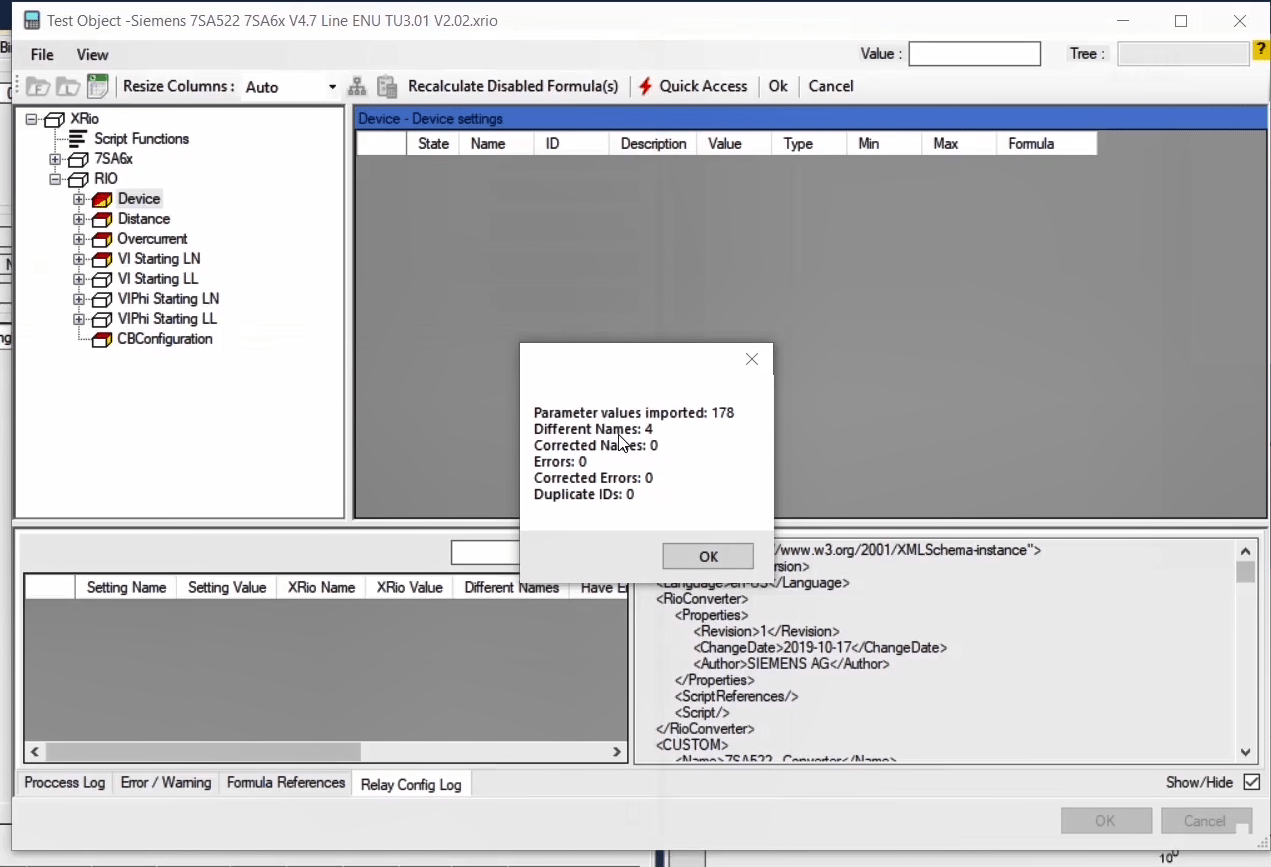 Test Object -Siemens 7SA522 7SA6x V4.7 Line ENU TU3.01 V2.02.xrio
File View Value : Tree : ?
Resize Columns : Auto Recalculate Disabled Formula(s) Quick Access Ok Cancel
XRio
Script Functions
7SA6x
RIO
Device
Distance
Overcurrent
VI Starting LN
VI Starting LL
VIPhi Starting LN
VIPhi Starting LL
CBConfiguration
Device - Device settings
State Name ID Description Value Type Min Max Formula
Parameter values imported: 178
Different Names: 4
Corrected Names: 0
Errors: 0
Corrected Errors: 0
Duplicate IDs: 0
OK
Setting Name Setting Value XRio Name XRio Value Different Names Have
/www.w3.org/2001/XMLSchema-instance">
<Language>en-US</Language>
<RioConverter>
<Properties>
<Revision>1</Revision>
<ChangeDate>2019-10-17</ChangeDate>
<Author>SIEMENS AG</Author>
</Properties>
<ScriptReferences/>
<Script/>
</RioConverter>
<CUSTOM>
<Name>7SA522 Converter</Name>
Proccess Log Error / Warning Formula References Relay Config Log Show/Hide
OK Cancel
10